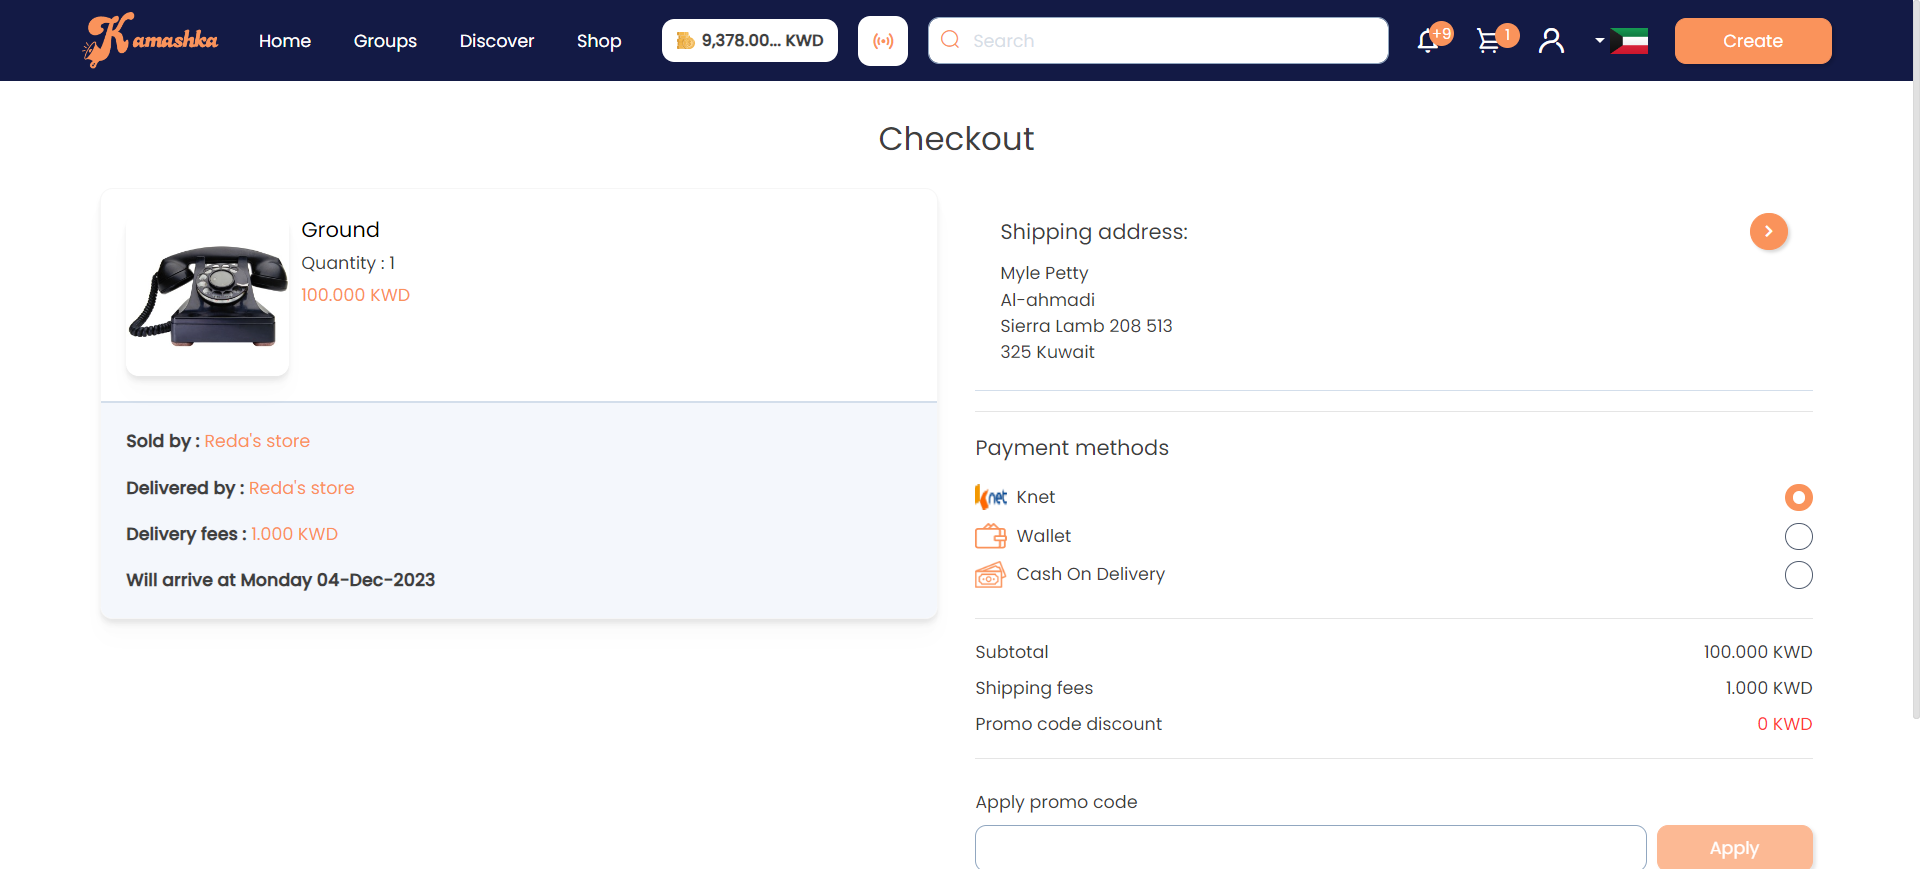 Kamashka
Home
Groups
Discover
Shop
9,378.00... KWD
Search
+9
1
Create
Checkout
Ground
Quantity : 1
100.000 KWD
Sold by : Reda's store
Delivered by : Reda's store
Delivery fees : 1.000 KWD
Will arrive at Monday 04-Dec-2023
Shipping address:
Myle Petty
Al-ahmadi
Sierra Lamb 208 513
325 Kuwait
Payment methods
Knet Knet
Wallet
Cash On Delivery
Subtotal 100.000 KWD
Shipping fees 1.000 KWD
Promo code discount 0 KWD
Apply promo code
Apply